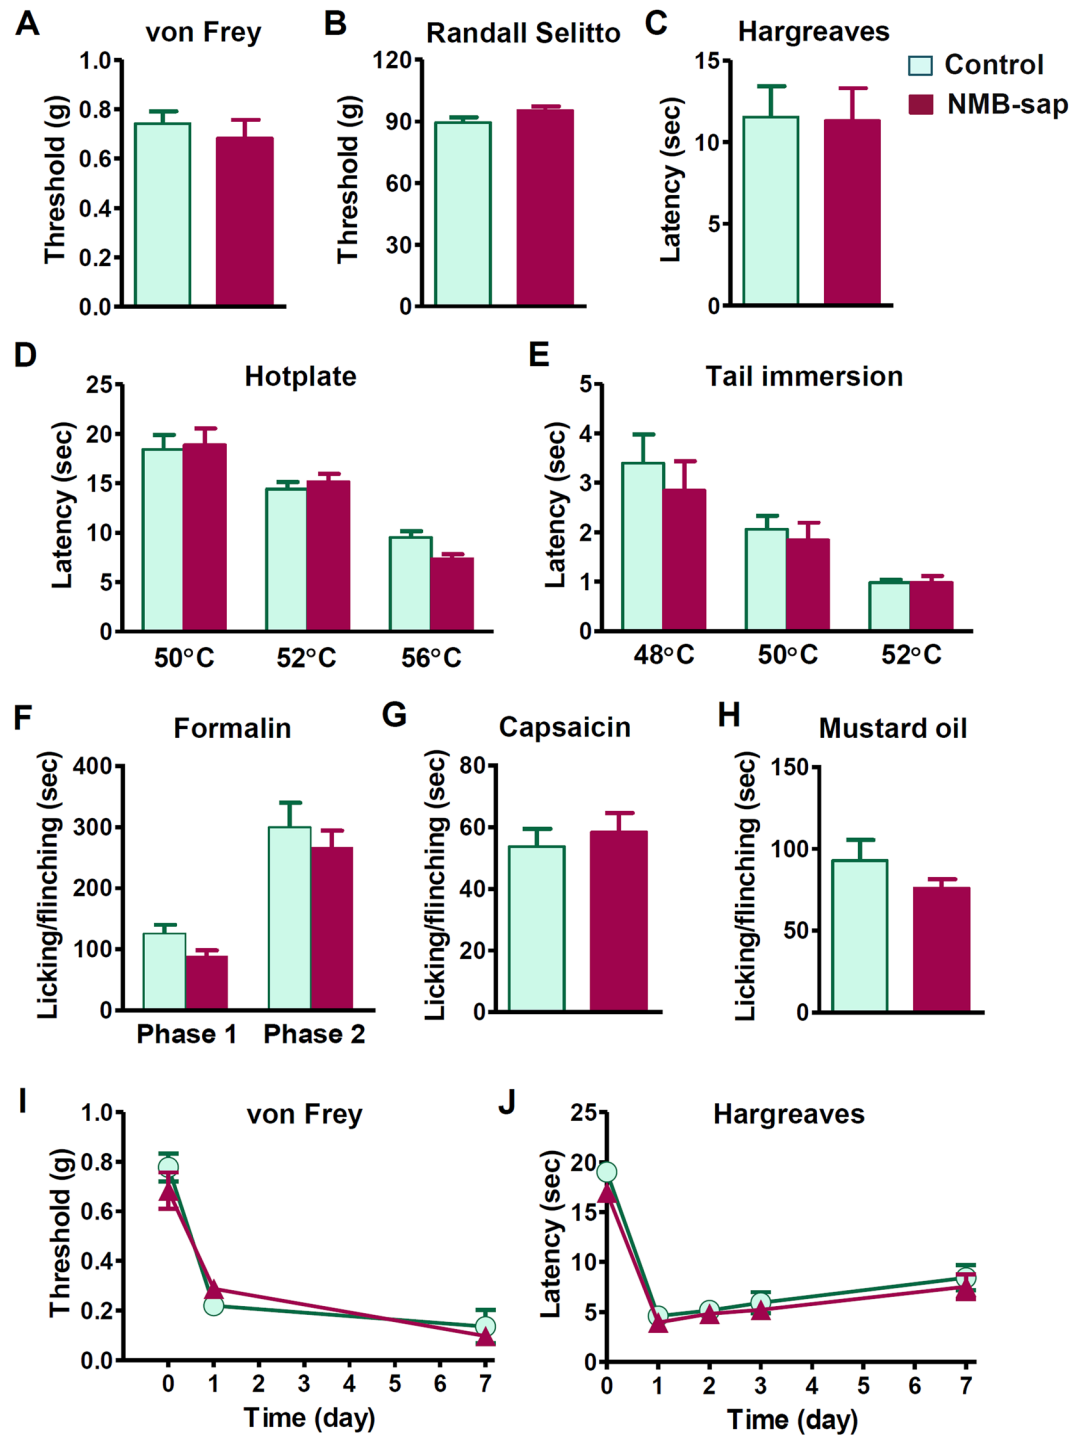 A
von Frey
Threshold (g)
1.0
0.8
0.6
0.4
0.2
0.0
B
Randall Selitto
Threshold (g)
120
90
60
30
0
C
Hargreaves
Latency (sec)
15
10
5
0
Control
NMB-sap
D
Hotplate
Latency (sec)
25
20
15
10
5
0
50°C 52°C 56°C
E
Tail immersion
Latency (sec)
5
4
3
2
1
0
48°C 50°C 52°C
F
Formalin
Licking/flinching (sec)
400
300
200
100
0
Phase 1 Phase 2
G
Capsaicin
Licking/flinching (sec)
80
60
40
20
0
H
Mustard oil
Licking/flinching (sec)
150
100
50
0
I
von Frey
Threshold (g)
1.0
0.8
0.6
0.4
0.2
0.0
0 1 2 3 4 5 6 7
Time (day)
J
Hargreaves
Latency (sec)
25
20
15
10
5
0
0 1 2 3 4 5 6 7
Time (day)